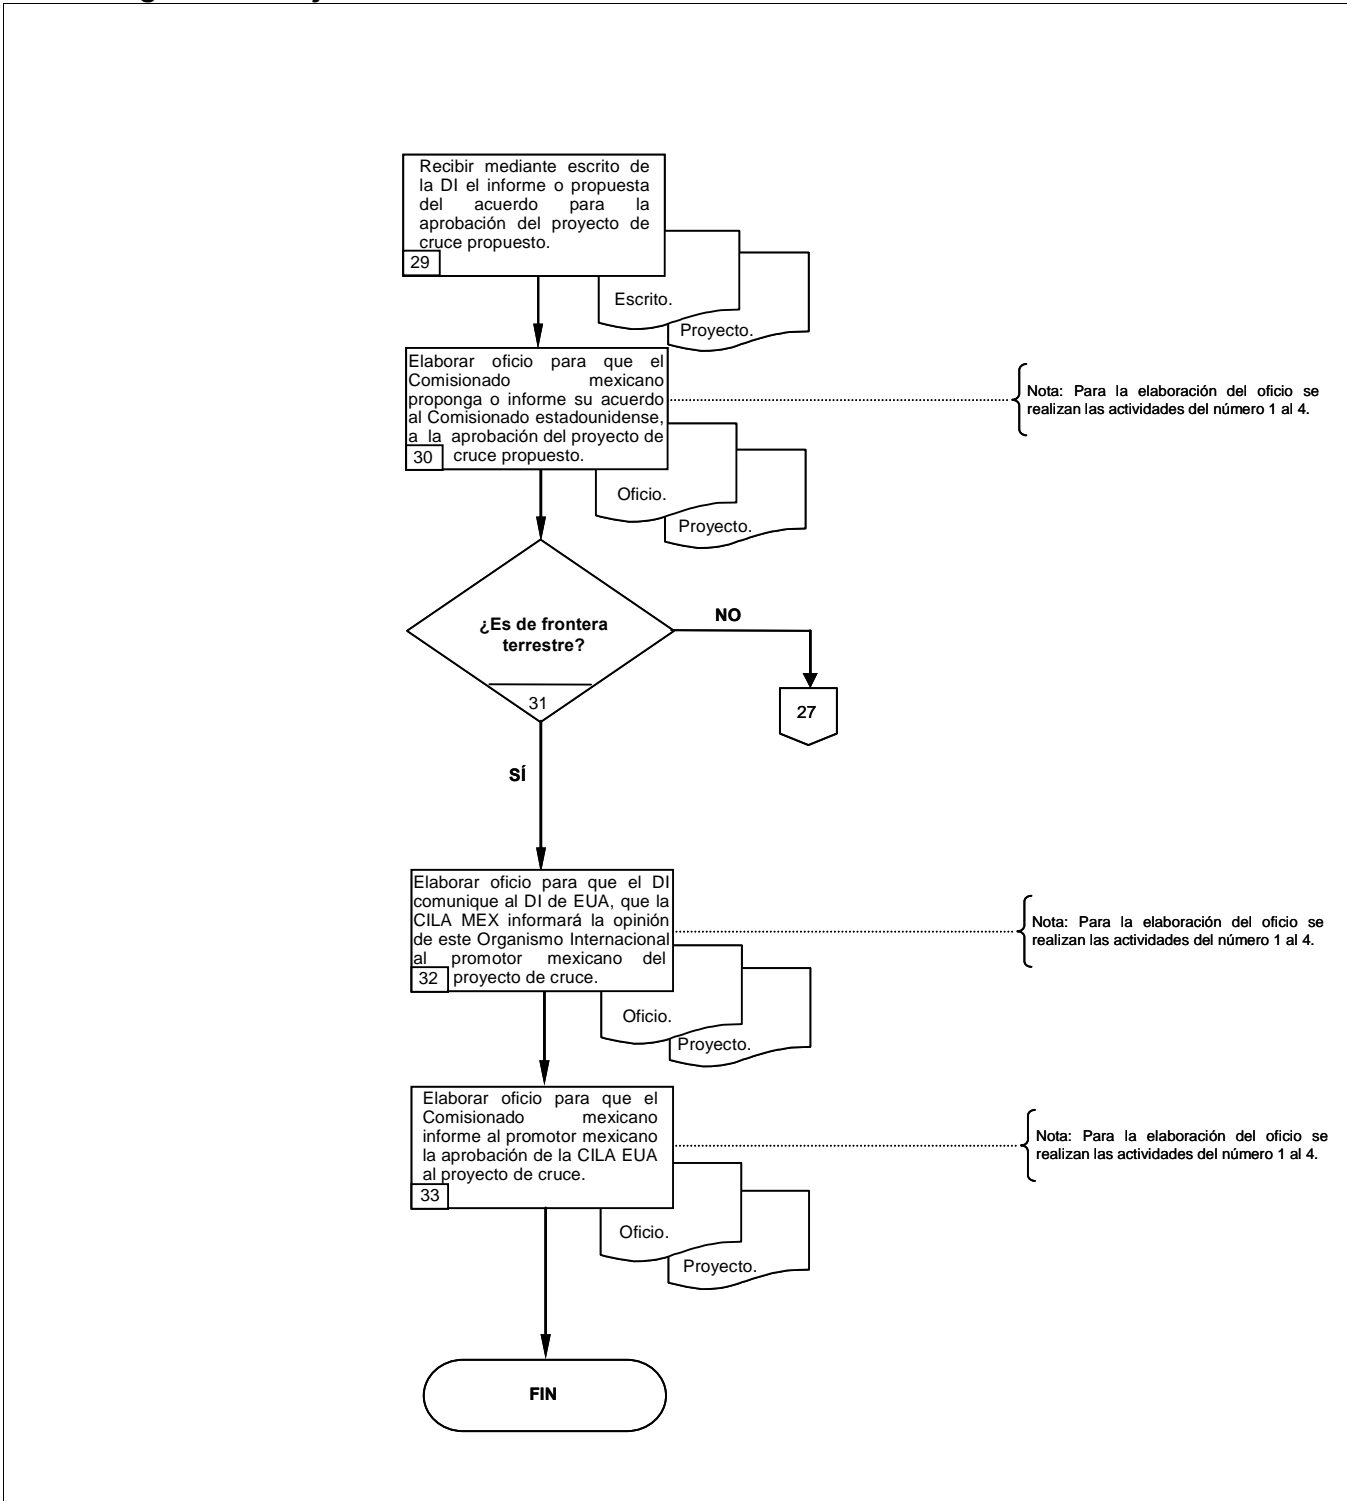 Recibir mediante escrito de
la DI el informe o propuesta
del acuerdo para la
aprobación del proyecto de
cruce propuesto.
29
Escrito.
Proyecto.
Elaborar oficio para que el
Comisionado mexicano
proponga o informe su acuerdo
al Comisionado estadounidense,
a la aprobación del proyecto de
cruce propuesto.
30
Nota: Para la elaboración del oficio se
realizan las actividades del número 1 al 4.
Oficio.
Proyecto.
¿Es de frontera
terrestre?
31
NO
27
SÍ
Elaborar oficio para que el DI
comunique al DI de EUA, que la
CILA MEX informará la opinión
de este Organismo Internacional
al promotor mexicano del
proyecto de cruce.
32
Nota: Para la elaboración del oficio se
realizan las actividades del número 1 al 4.
Oficio.
Proyecto.
Elaborar oficio para que el
Comisionado mexicano
informe al promotor mexicano
la aprobación de la CILA EUA
al proyecto de cruce.
33
Nota: Para la elaboración del oficio se
realizan las actividades del número 1 al 4.
Oficio.
Proyecto.
FIN